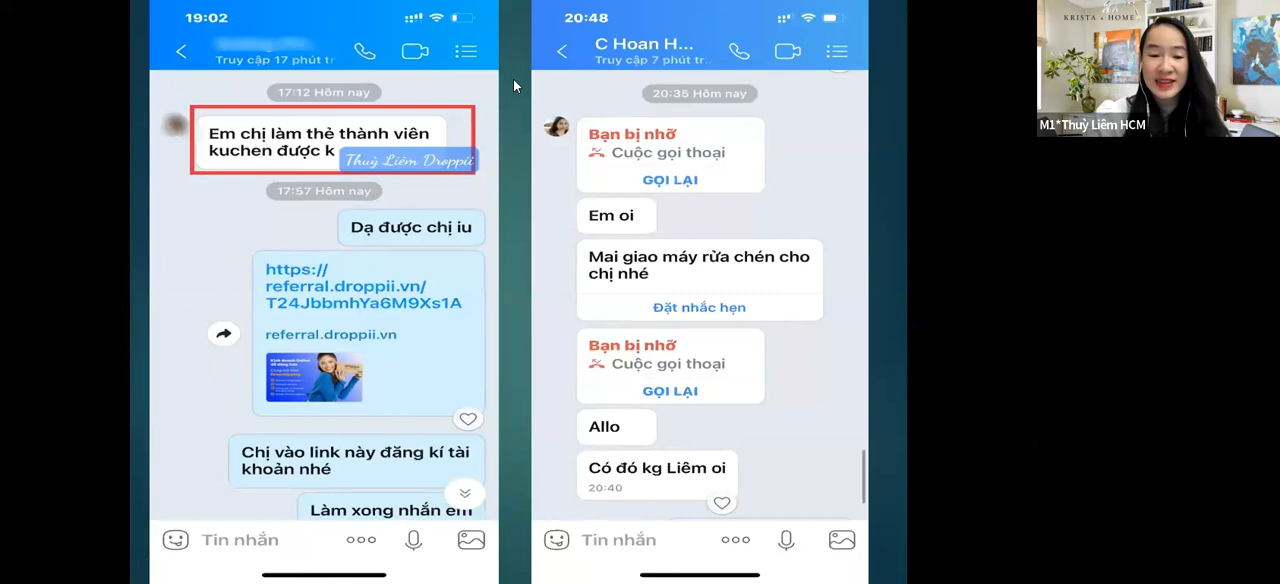 19:02
Truy cập 17 phút tr
17:12 Hôm nay
Em chị làm thẻ thành viên
kuchen được k
Thuỳ Liêm Droppii
17:57 Hôm nay
Dạ được chị iu
https://
referral.droppii.vn/
T24JbbmhYa6M9Xs1A
referral.droppii.vn
Chị vào link này đăng kí tài
khoản nhé
Làm xong nhắn em
Tin nhắn
20:48
C Hoan H...
Truy cập 7 phút tr..
20:35 Hôm nay
Bạn bị nhỡ
Cuộc gọi thoại
GỌI LẠI
Em oi
Mai giao máy rửa chén cho
chị nhé
Đặt nhắc hẹn
Bạn bị nhỡ
Cuộc gọi thoại
GỌI LẠI
Allo
Có đó kg Liêm oi
20:40
Tin nhắn
KRISTA + HOME
M1*Thuỳ Liêm HCM